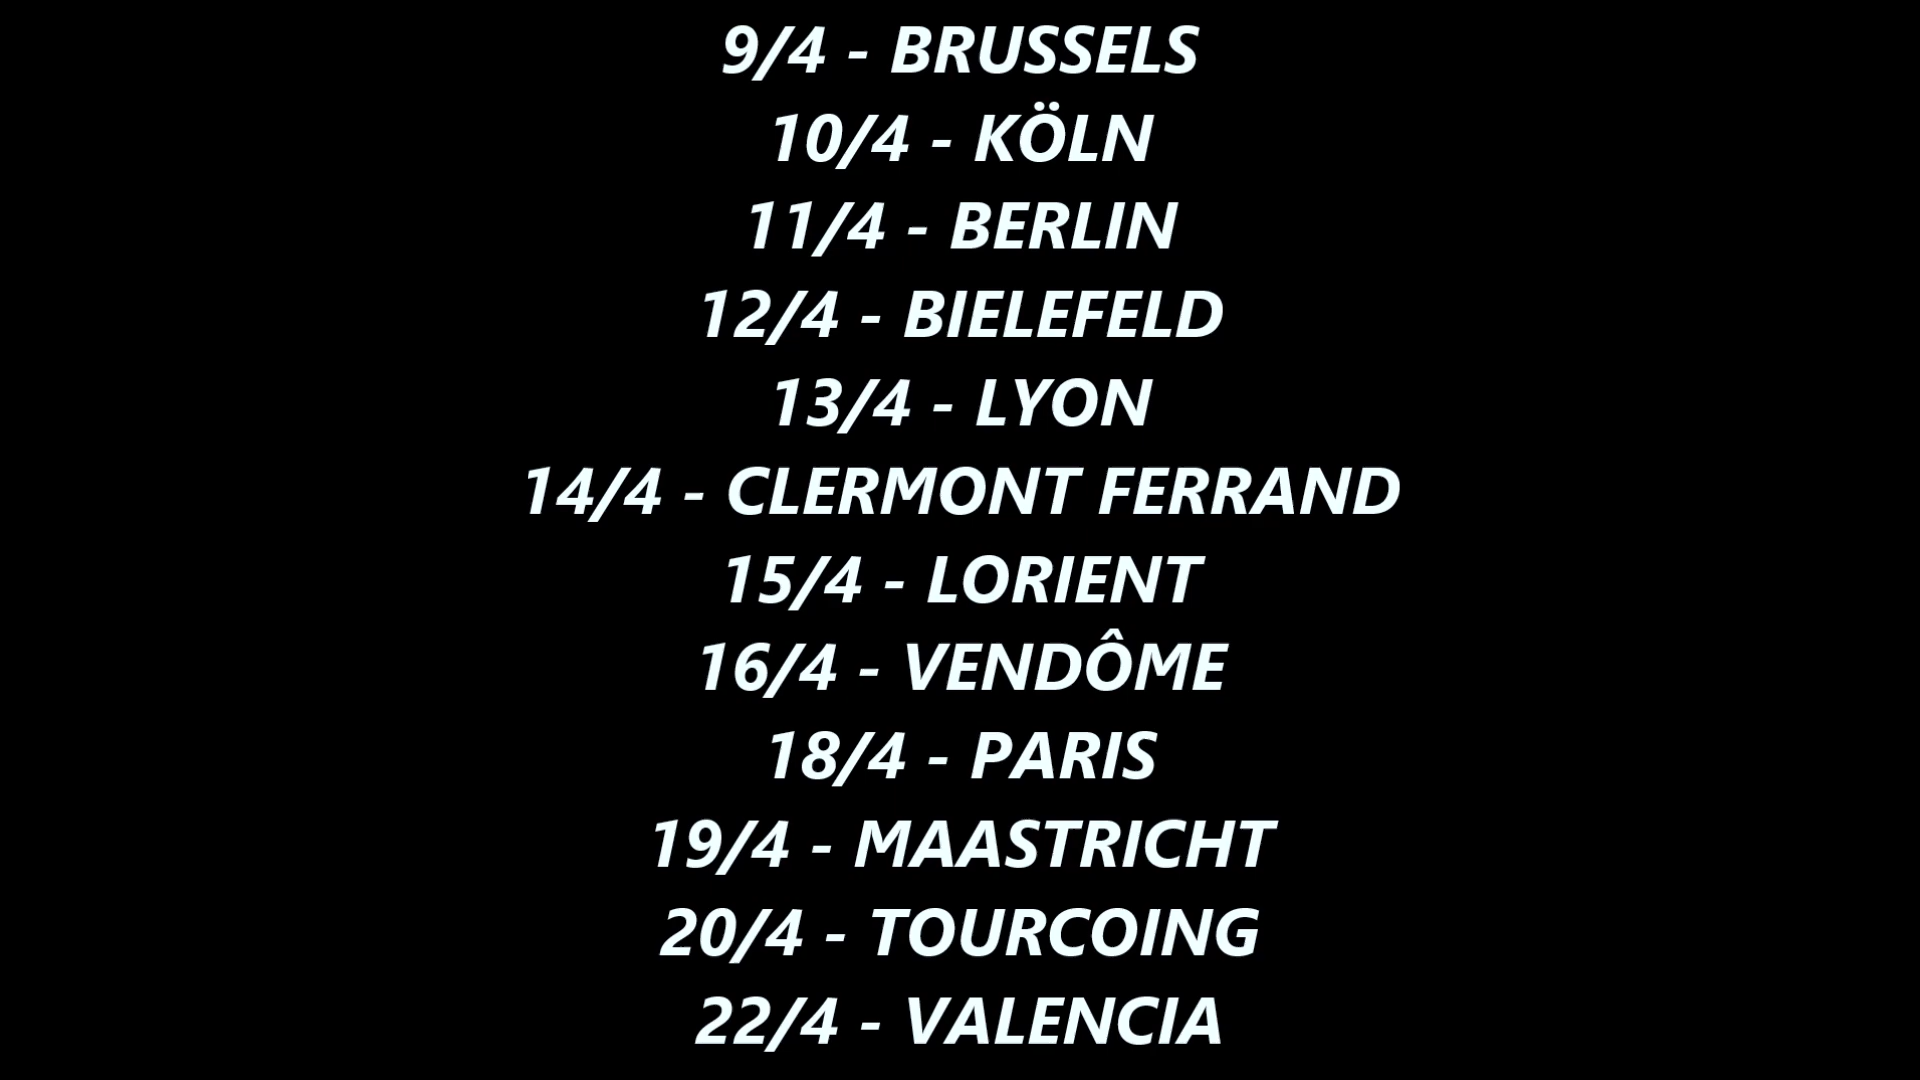 9/4 - BRUSSELS
10/4 - KÖLN
11/4 - BERLIN
12/4 - BIELEFELD
13/4 - LYON
14/4 - CLERMONT FERRAND
15/4 - LORIENT
16/4 - VENDÔME
18/4 - PARIS
19/4 - MAASTRICHT
20/4 - TOURCOING
22/4 - VALENCIA